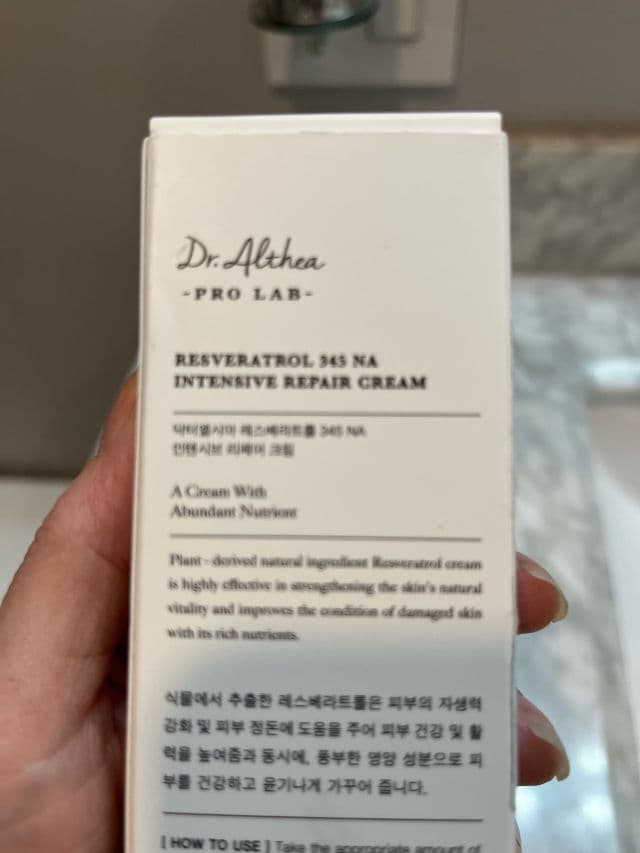 Dr. Althea
-PRO LAB-
RESVERATROL 345 NA
INTENSIVE REPAIR CREAM
닥터엘시아 레스베라트롤 345 NA
인텐시브 리페어 크림
A Cream With
Abundant Nutrient
Plant - derived natural ingredient Resveratrol cream
is highly effective in strengthening the skin's natural
vitality and improves the condition of damaged skin
with its rich nutrients.
식물에서 추출한 레스베라트롤은 피부의 자생력
강화 및 피부 정돈에 도움을 주어 피부 건강 및 활
력을 높여줌과 동시에, 풍부한 영양 성분으로 피
부를 건강하고 윤기나게 가꾸어 줍니다.
[ HOW TO USE ] Take the appropriate amount of